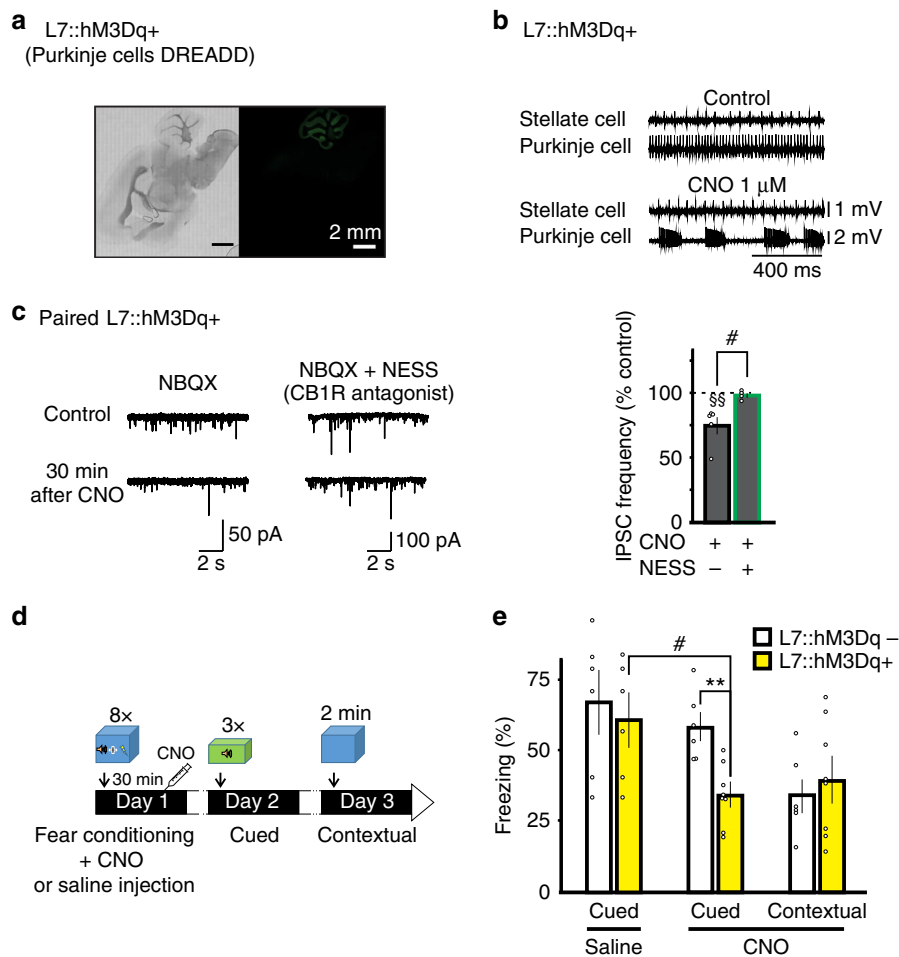 a
L7::hM3Dq+
(Purkinje cells DREADD)
2 mm
b
L7::hM3Dq+
Control
Stellate cell
Purkinje cell
CNO 1 μM
Stellate cell
1 mV
Purkinje cell
2 mV
400 ms
c
Paired L7::hM3Dq+
NBQX
NBQX + NESS
(CB1R antagonist)
Control
30 min
after CNO
50 pA
2 s
100 pA
2 s
IPSC frequency (% control)
#
100
§§
50
0
CNO + +
NESS – +
d
8×
CNO
30 min
3×
2 min
Day 1
Day 2
Day 3
Fear conditioning
+ CNO
or saline injection
Cued
Contextual
e
L7::hM3Dq –
L7::hM3Dq+
#
**
Freezing (%)
75
50
25
0
Cued Cued Contextual
Saline CNO